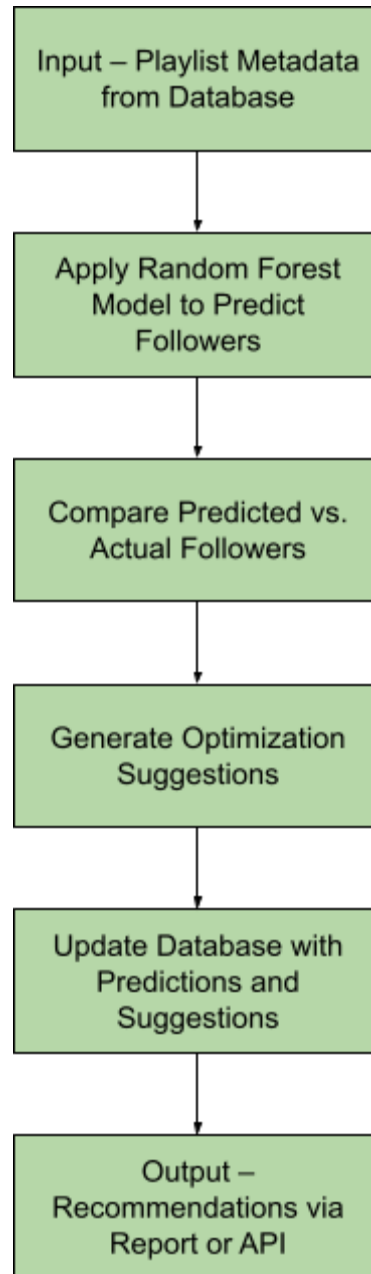 Input – Playlist Metadata
from Database
Apply Random Forest
Model to Predict
Followers
Compare Predicted vs.
Actual Followers
Generate Optimization
Suggestions
Update Database with
Predictions and
Suggestions
Output –
Recommendations via
Report or API